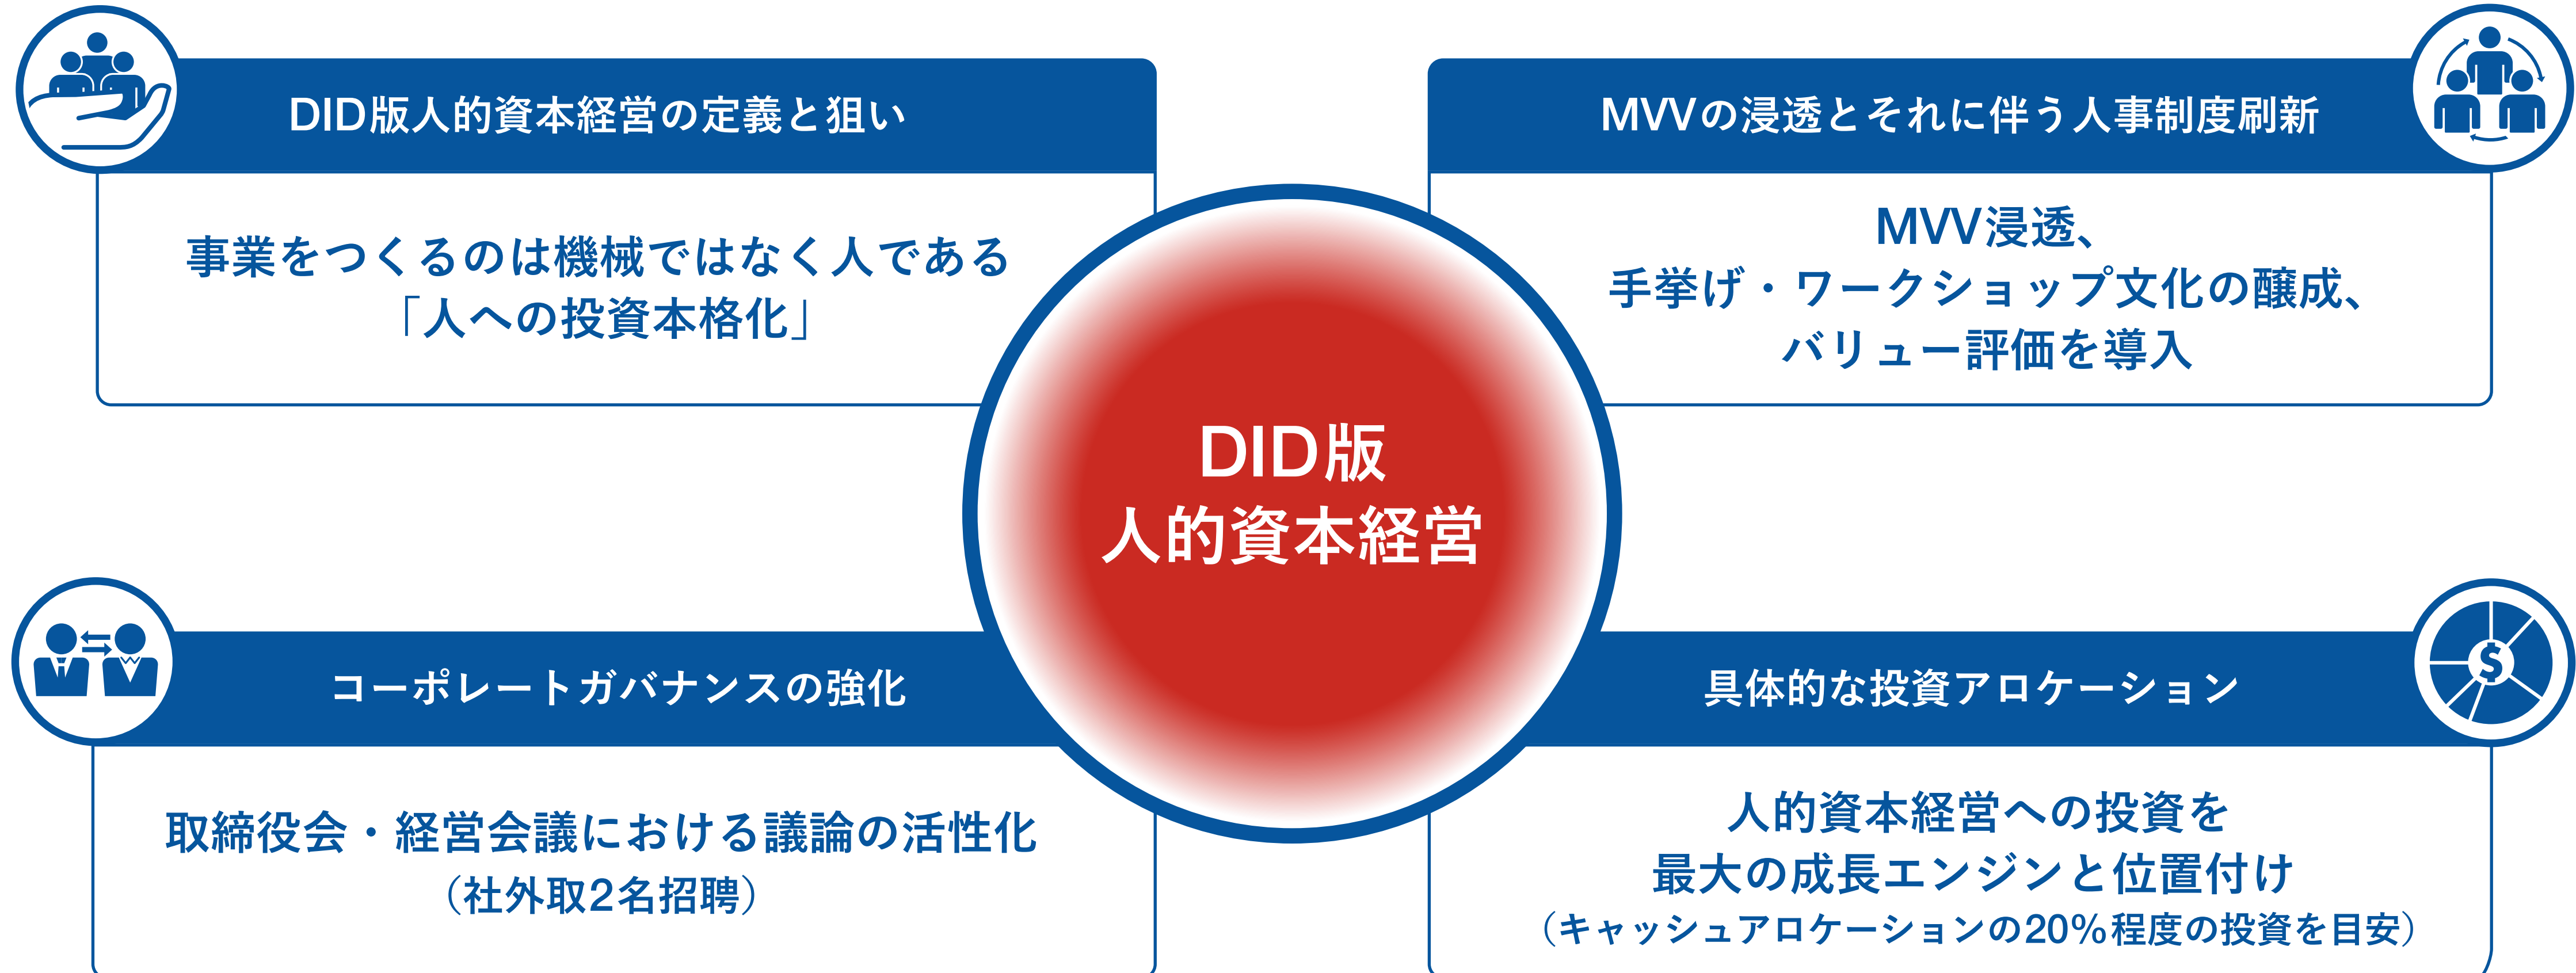 DID版人的資本経営の定義と狙い
事業をつくるのは機械ではなく人である
「人への投資本格化」
MVVの浸透とそれに伴う人事制度刷新
MVV浸透、
手挙げ・ワークショップ文化の醸成、
バリュー評価を導入
DID版
人的資本経営
コーポレートガバナンスの強化
取締役会・経営会議における議論の活性化
（社外取2名招聘）
具体的な投資アロケーション
$
人的資本経営への投資を
最大の成長エンジンと位置付け
（キャッシュアロケーションの20％程度の投資を目安）